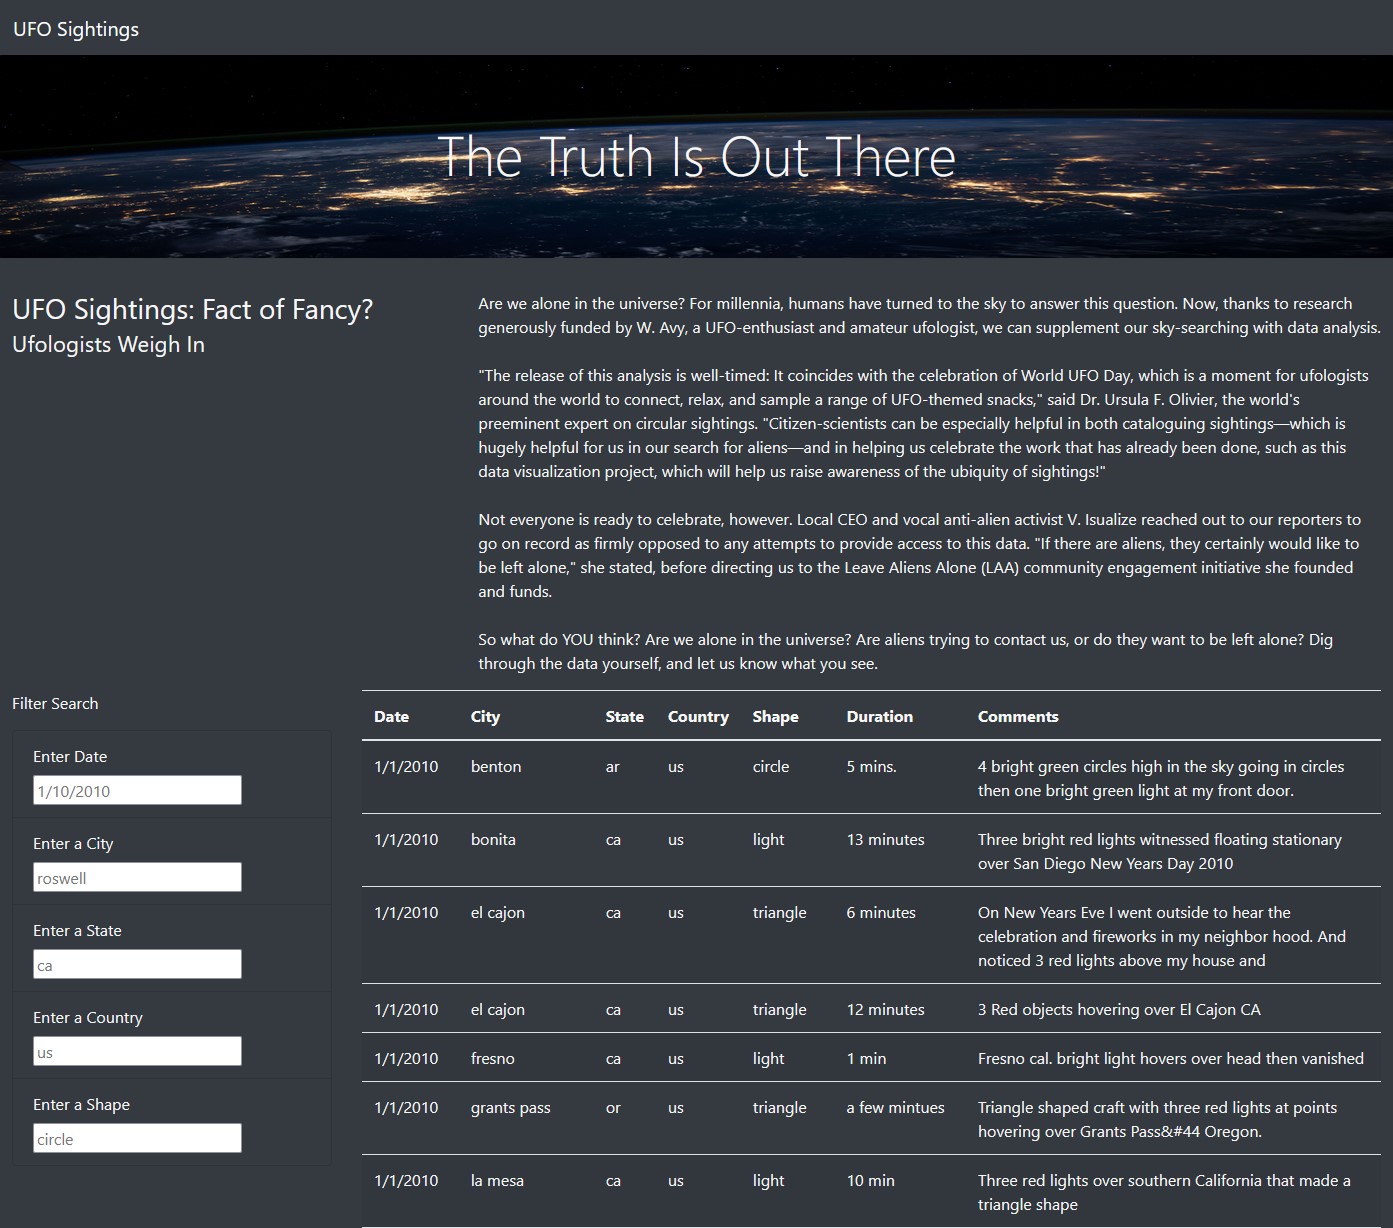 UFO Sightings
The Truth Is Out There
UFO Sightings: Fact of Fancy?
Ufologists Weigh In
Are we alone in the universe? For millennia, humans have turned to the sky to answer this question. Now, thanks to research
generously funded by W. Avy, a UFO-enthusiast and amateur ufologist, we can supplement our sky-searching with data analysis.
"The release of this analysis is well-timed: It coincides with the celebration of World UFO Day, which is a moment for ufologists
around the world to connect, relax, and sample a range of UFO-themed snacks," said Dr. Ursula F. Olivier, the world's
preeminent expert on circular sightings. "Citizen-scientists can be especially helpful in both cataloguing sightings—which is
hugely helpful for us in our search for aliens—and in helping us celebrate the work that has already been done, such as this
data visualization project, which will help us raise awareness of the ubiquity of sightings!"
Not everyone is ready to celebrate, however. Local CEO and vocal anti-alien activist V. Isualize reached out to our reporters to
go on record as firmly opposed to any attempts to provide access to this data. "If there are aliens, they certainly would like to
be left alone," she stated, before directing us to the Leave Aliens Alone (LAA) community engagement initiative she founded
and funds.
So what do YOU think? Are we alone in the universe? Are aliens trying to contact us, or do they want to be left alone? Dig
through the data yourself, and let us know what you see.
Filter Search
Enter Date
1/10/2010
Enter a City
roswell
Enter a State
ca
Enter a Country
us
Enter a Shape
circle
Date City State Country Shape Duration Comments
1/1/2010 benton ar us circle 5 mins. 4 bright green circles high in the sky going in circles
then one bright green light at my front door.
1/1/2010 bonita ca us light 13 minutes Three bright red lights witnessed floating stationary
over San Diego New Years Day 2010
1/1/2010 el cajon ca us triangle 6 minutes On New Years Eve I went outside to hear the
celebration and fireworks in my neighbor hood. And
noticed 3 red lights above my house and
1/1/2010 el cajon ca us triangle 12 minutes 3 Red objects hovering over El Cajon CA
1/1/2010 fresno ca us light 1 min Fresno cal. bright light hovers over head then vanished
1/1/2010 grants pass or us triangle a few mintues Triangle shaped craft with three red lights at points
hovering over Grants Pass&#44 Oregon.
1/1/2010 la mesa ca us light 10 min Three red lights over southern California that made a
triangle shape